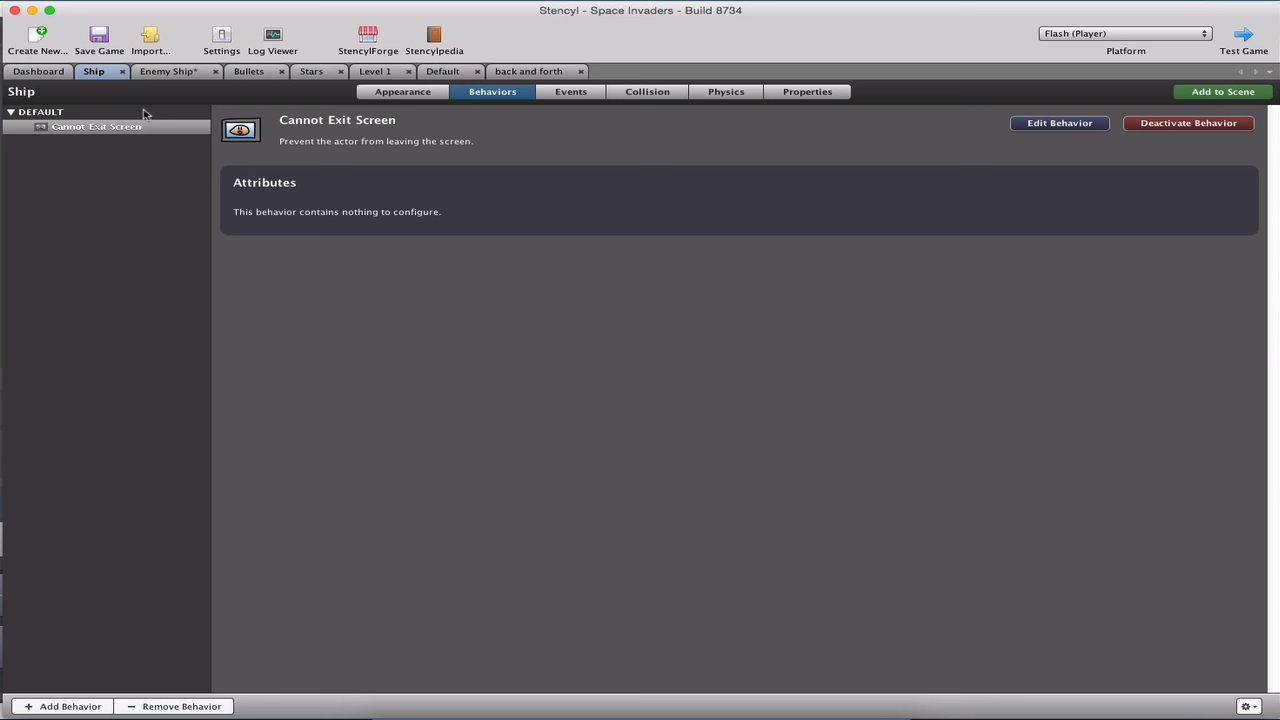 Stencyl - Space Invaders - Build 8734
Create New... Save Game Import... Settings Log Viewer StencylForge Stencylpedia Flash (Player) Platform Test Game
Dashboard Ship Enemy Ship* Bullets Stars Level 1 Default back and forth
Ship Appearance Behaviors Events Collision Physics Properties Add to Scene
DEFAULT
Cannot Exit Screen
Cannot Exit Screen
Edit Behavior Deactivate Behavior
Prevent the actor from leaving the screen.
Attributes
This behavior contains nothing to configure.
+ Add Behavior − Remove Behavior